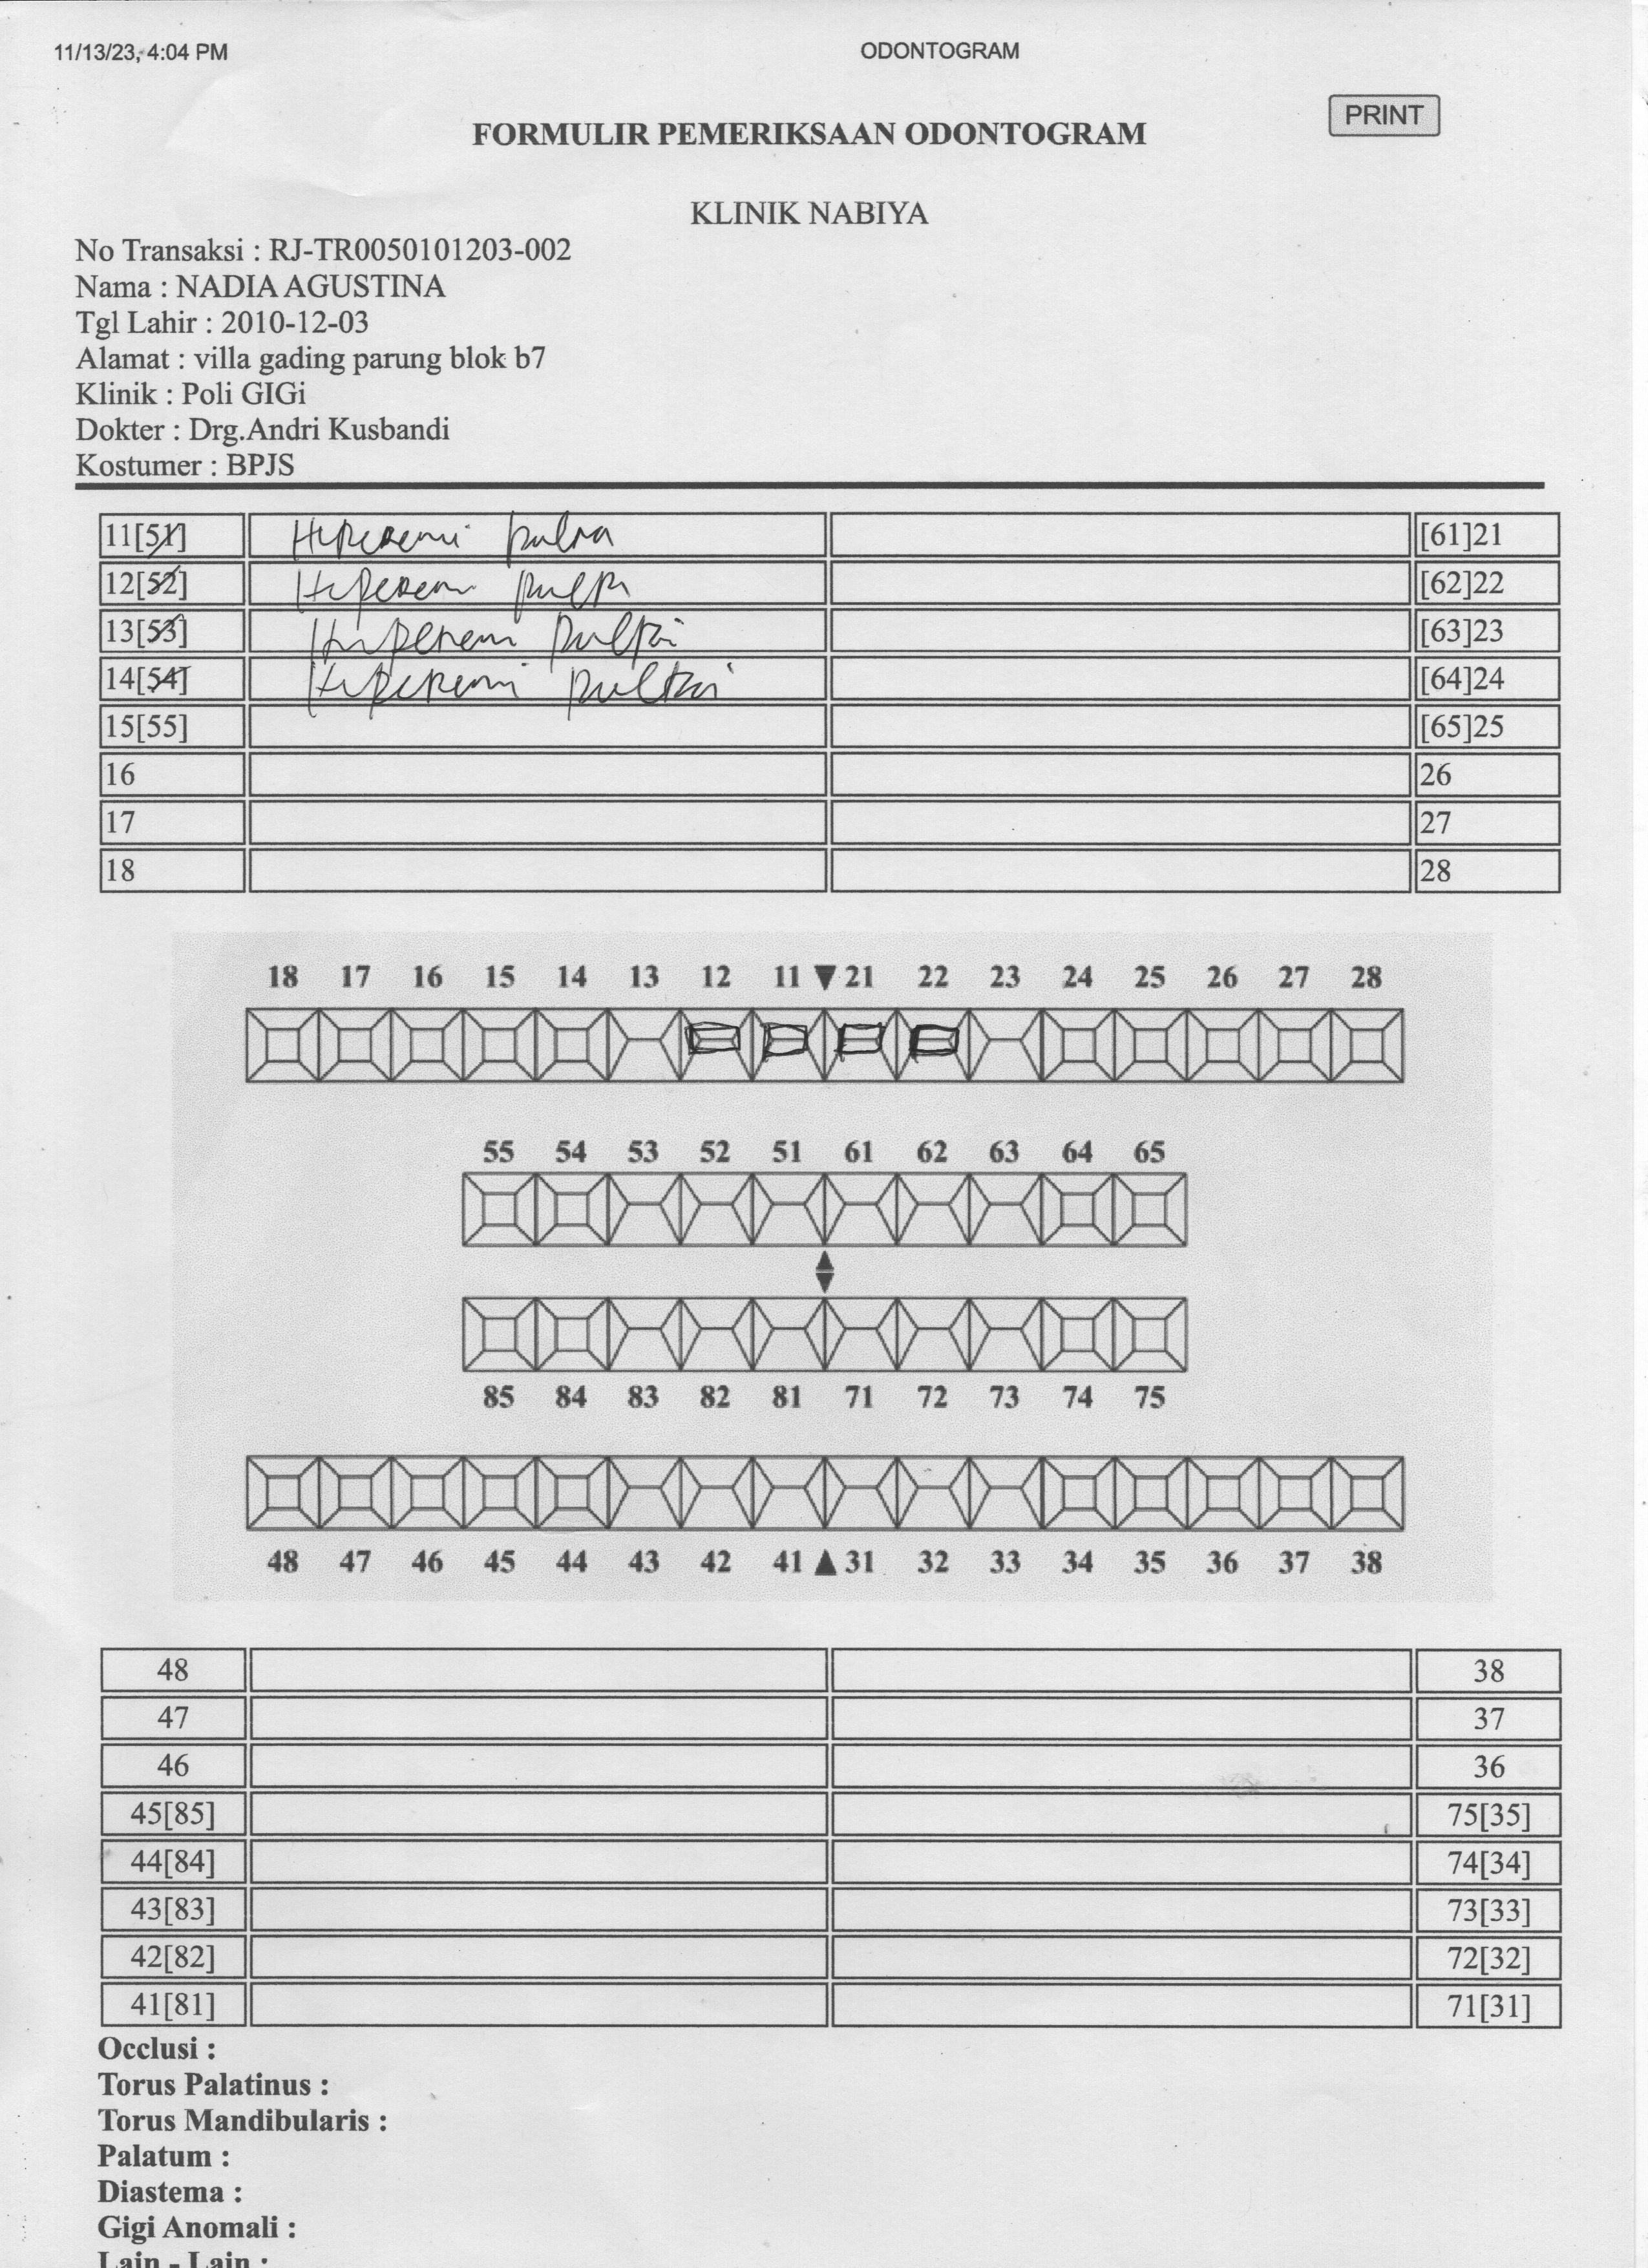 11/13/23, 4:04 PM ODONTOGRAM
PRINT
FORMULIR PEMERIKSAAN ODONTOGRAM
KLINIK NABIYA
No Transaksi : RJ-TR0050101203-002
Nama : NADIA AGUSTINA
Tgl Lahir : 2010-12-03
Alamat : villa gading parung blok b7
Klinik : Poli GIGi
Dokter : Drg.Andri Kusbandi
Kostumer : BPJS
11[51] Hiperemi pulpa [61]21
12[52] Hiperemi pulpa [62]22
13[53] Hiperemi pulpai [63]23
14[54] Hiperemi pulpai [64]24
15[55] [65]25
16 26
17 27
18 28
18 17 16 15 14 13 12 11 21 22 23 24 25 26 27 28
55 54 53 52 51 61 62 63 64 65
85 84 83 82 81 71 72 73 74 75
48 47 46 45 44 43 42 41 31 32 33 34 35 36 37 38
48 38
47 37
46 36
45[85] 75[35]
44[84] 74[34]
43[83] 73[33]
42[82] 72[32]
41[81] 71[31]
Occlusi :
Torus Palatinus :
Torus Mandibularis :
Palatum :
Diastema :
Gigi Anomali :
Lain - Lain :